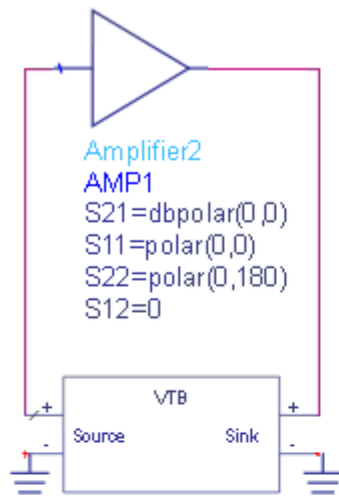 Amplifier2
AMP1
S21=dbpolar(0,0)
S11=polar(0,0)
S22=polar(0,180)
S12=0
VTB
+ +
Source Sink
- -